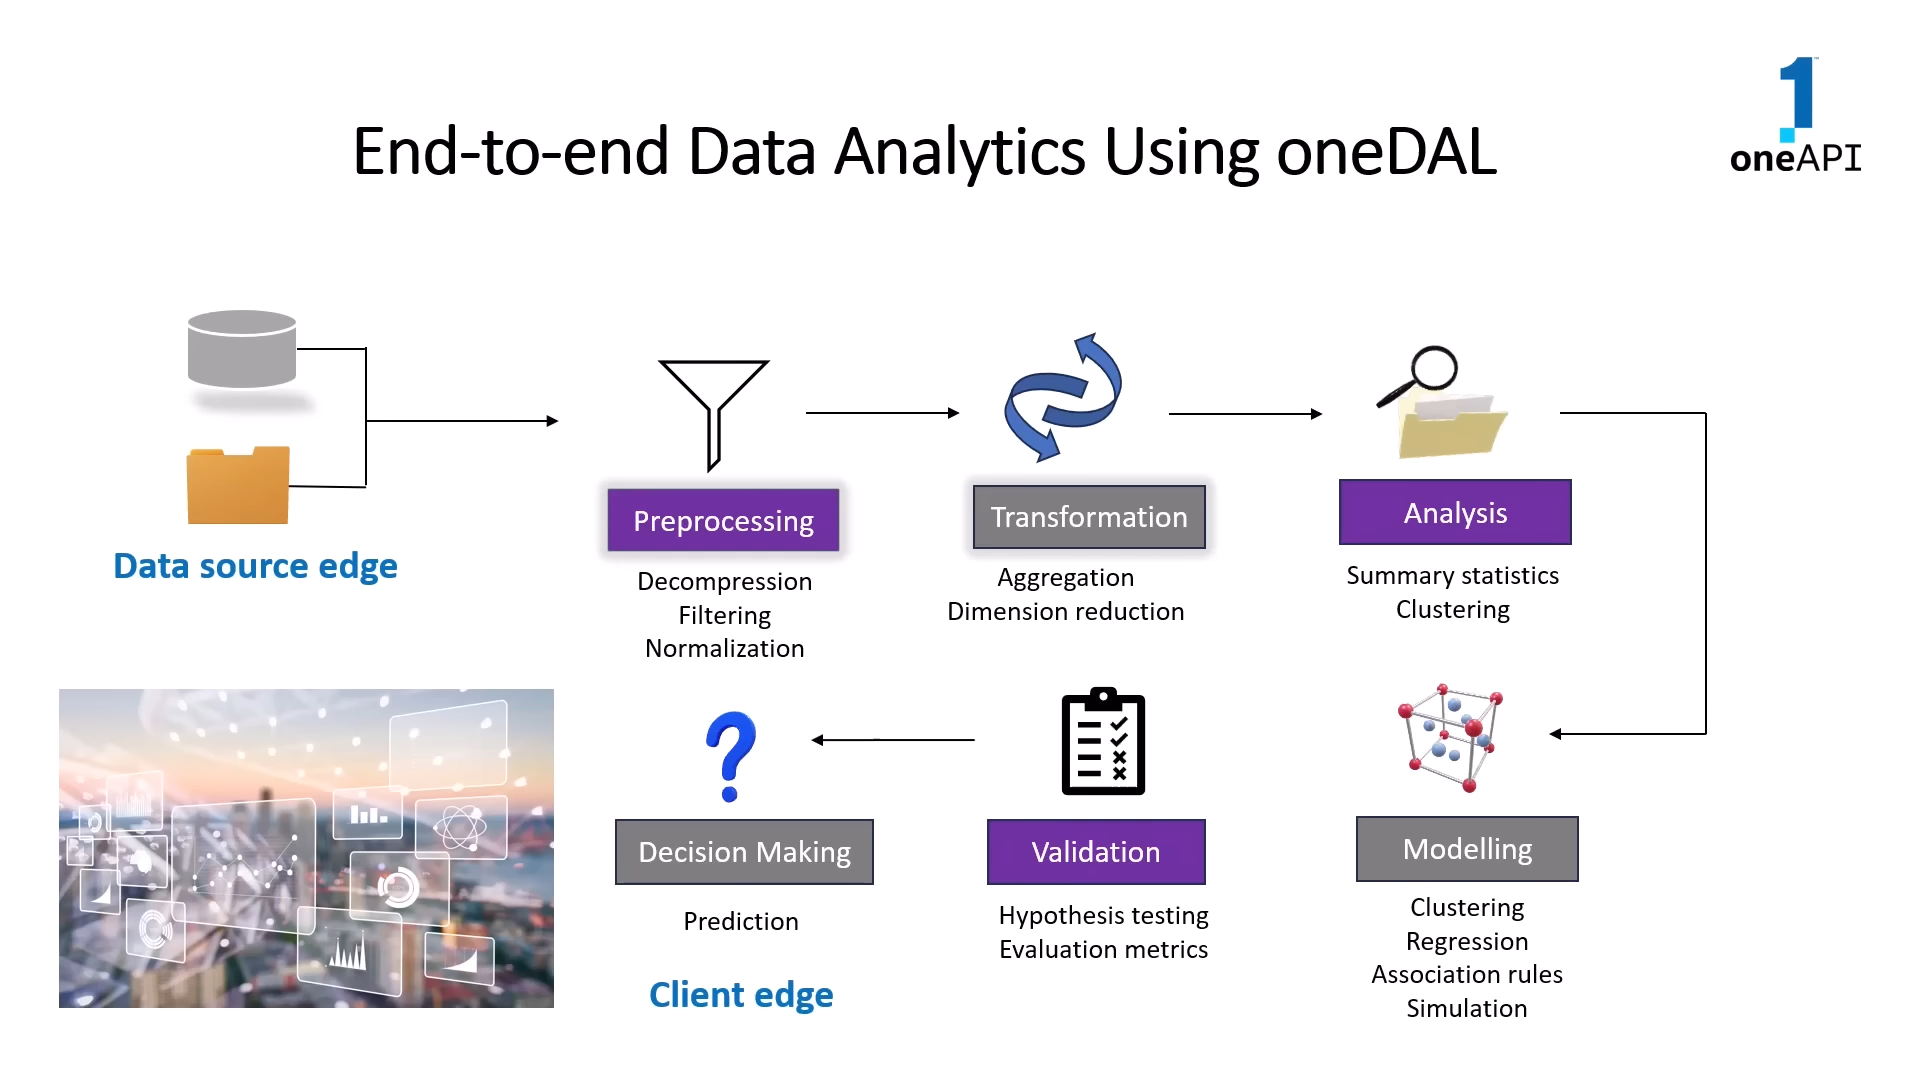 End-to-end Data Analytics Using oneDAL
oneAPI
Data source edge
Preprocessing
Decompression
Filtering
Normalization
Transformation
Aggregation
Dimension reduction
Analysis
Summary statistics
Clustering
Modelling
Clustering
Regression
Association rules
Simulation
Validation
Hypothesis testing
Evaluation metrics
Decision Making
Prediction
Client edge